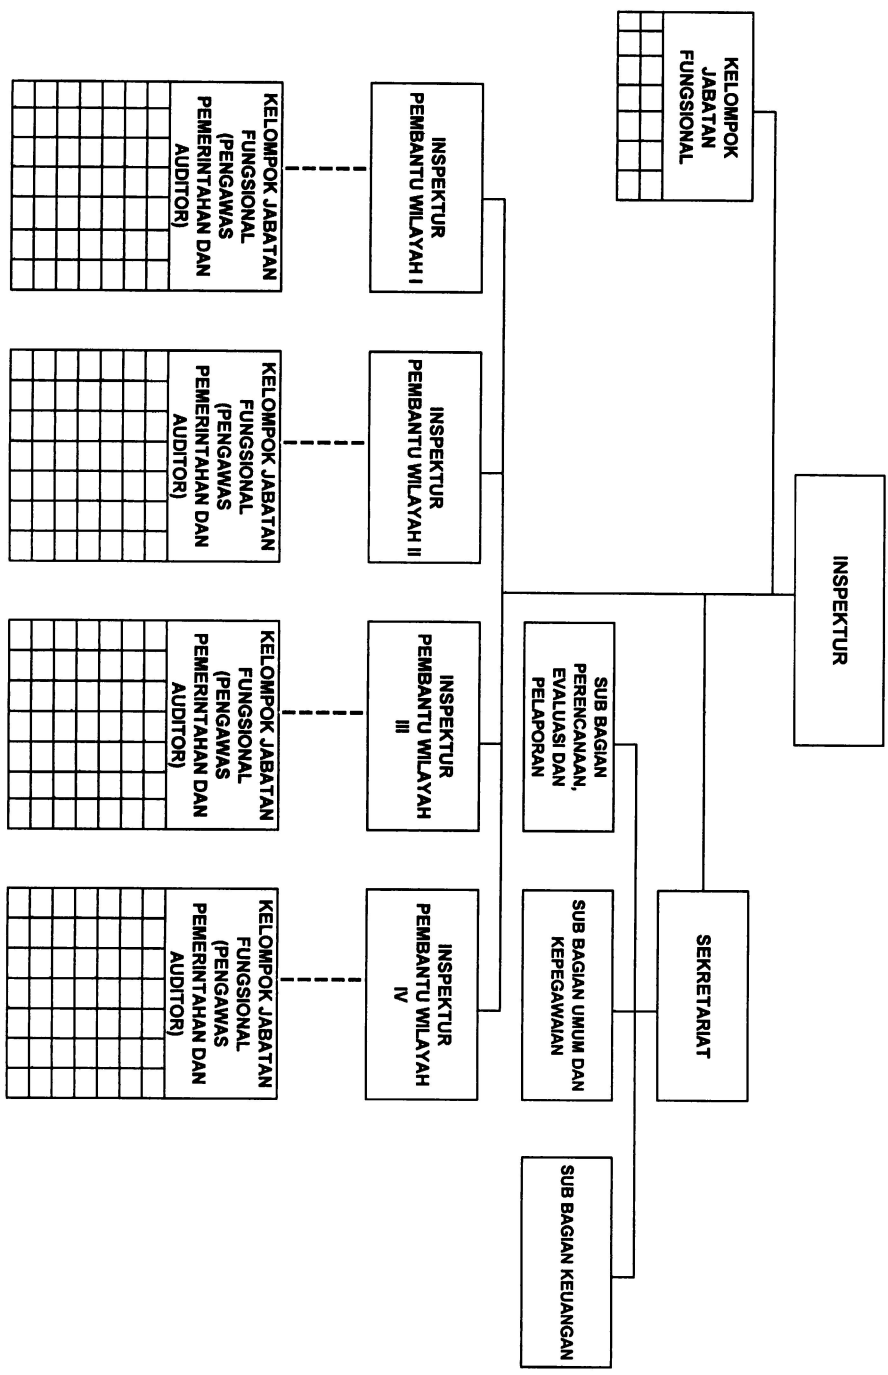 INSPEKTUR
KELOMPOK
JABATAN
FUNGSIONAL
SEKRETARIAT
SUB BAGIAN
PERENCANAAN,
EVALUASI DAN
PELAPORAN
SUB BAGIAN UMUM DAN
KEPEGAWAIAN
SUB BAGIAN KEUANGAN
INSPEKTUR
PEMBANTU WILAYAH I
INSPEKTUR
PEMBANTU WILAYAH II
INSPEKTUR
PEMBANTU WILAYAH
III
INSPEKTUR
PEMBANTU WILAYAH
IV
KELOMPOK JABATAN
FUNGSIONAL
(PENGAWAS
PEMERINTAHAN DAN
AUDITOR)
KELOMPOK JABATAN
FUNGSIONAL
(PENGAWAS
PEMERINTAHAN DAN
AUDITOR)
KELOMPOK JABATAN
FUNGSIONAL
(PENGAWAS
PEMERINTAHAN DAN
AUDITOR)
KELOMPOK JABATAN
FUNGSIONAL
(PENGAWAS
PEMERINTAHAN DAN
AUDITOR)